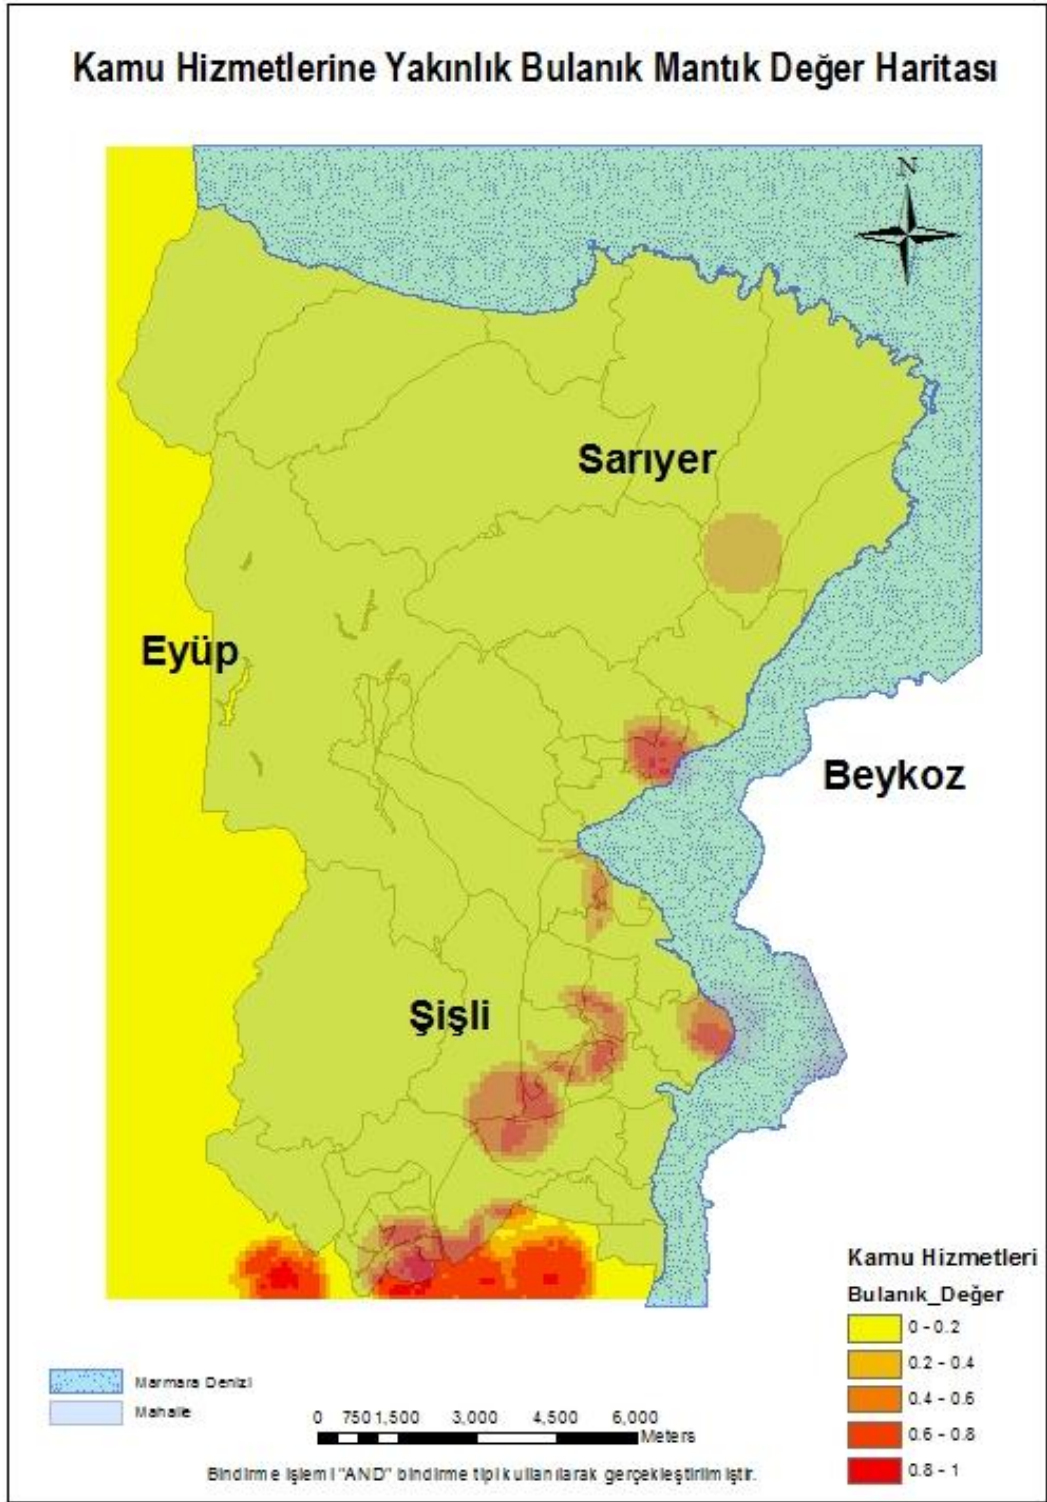 Kamu Hizmetlerine Yakınlık Bulanık Mantık Değer Haritası
N
Sarıyer
Eyüp
Beykoz
Şişli
Kamu Hizmetleri
Bulanık_Değer
0 - 0.2
0.2 - 0.4
0.4 - 0.6
0.6 - 0.8
0.8 - 1
Marmara Denizi
Mahalle
0 750 1,500 3,000 4,500 6,000
Meters
Bindirme işlemi "AND" bindirme tipi kullanılarak gerçekleştirilmiştir.